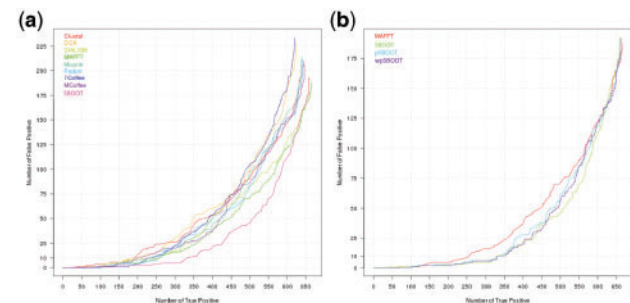 (a)
Clustal
DCA
DIALIGN
MAFFT
Muscle
Probcons
TCoffee
MCoffee
SBOOT
225
200
175
150
125
100
75
50
25
10
0
Number of False Positive
0 50 100 150 200 250 300 350 400 450 500 550 600 650
Number of True Positive
(b)
MAFFT
SBOOT
pSBOOT
wpSBOOT
175
150
125
100
75
50
25
10
0
Number of False Positive
0 50 100 150 200 250 300 350 400 450 500 550 600 650
Number of True Positive